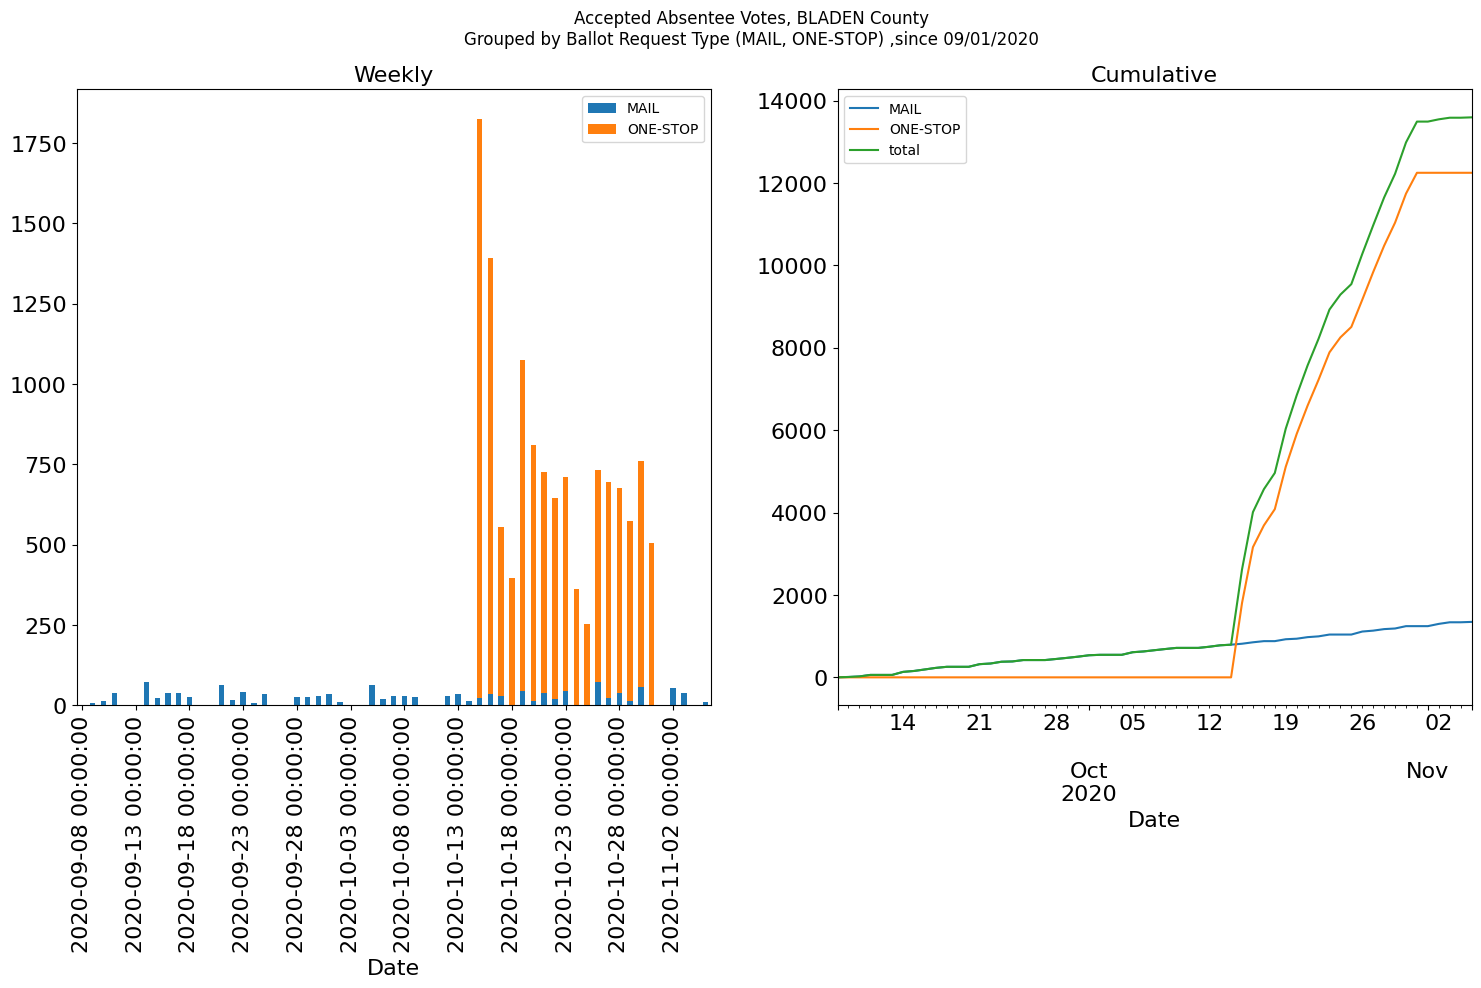 Accepted Absentee Votes, BLADEN County
Grouped by Ballot Request Type (MAIL, ONE-STOP) ,since 09/01/2020
Weekly
MAIL
ONE-STOP
1750
1500
1250
1000
750
500
250
0
2020-09-08 00:00:00
2020-09-13 00:00:00
2020-09-18 00:00:00
2020-09-23 00:00:00
2020-09-28 00:00:00
2020-10-03 00:00:00
2020-10-08 00:00:00
2020-10-13 00:00:00
2020-10-18 00:00:00
2020-10-23 00:00:00
2020-10-28 00:00:00
2020-11-02 00:00:00
Date
Cumulative
MAIL
ONE-STOP
total
14000
12000
10000
8000
6000
4000
2000
0
14 21 28 05 12 19 26 02
Oct Nov
2020
Date